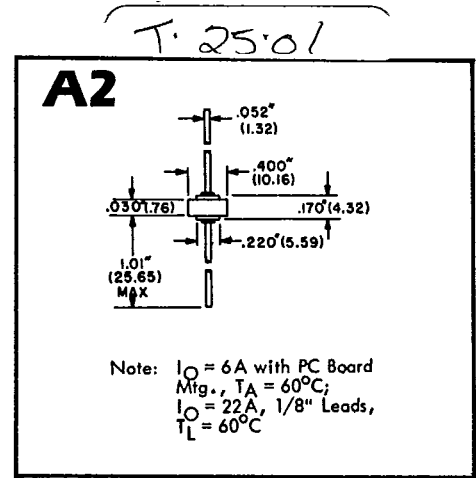 T. 25.01
A2
.052"
(1.32)
.400"
(10.16)
.030(.76)
.170"(4.32)
.220"(5.59)
1.01"
(25.65)
MAX
Note: IO = 6A with PC Board
Mtg., TA = 60°C;
IO = 22A, 1/8" Leads,
TL = 60°C